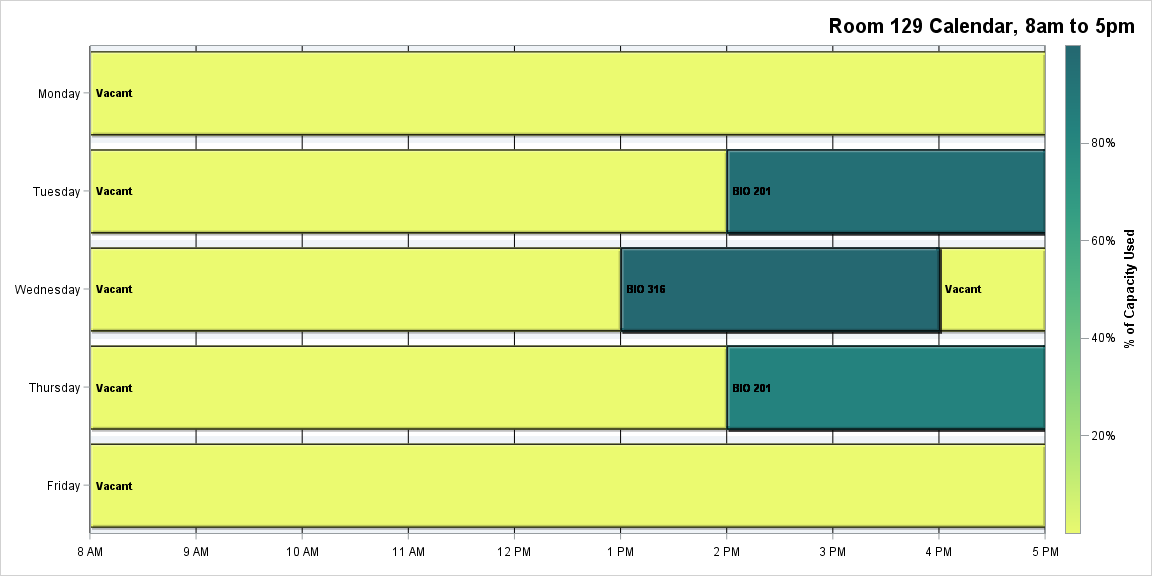 Room 129 Calendar, 8am to 5pm
Monday
Vacant
Tuesday
Vacant
BIO 201
Wednesday
Vacant
BIO 316
Vacant
Thursday
Vacant
BIO 201
Friday
Vacant
8 AM
9 AM
10 AM
11 AM
12 PM
1 PM
2 PM
3 PM
4 PM
5 PM
80%
60%
40%
20%
% of Capacity Used